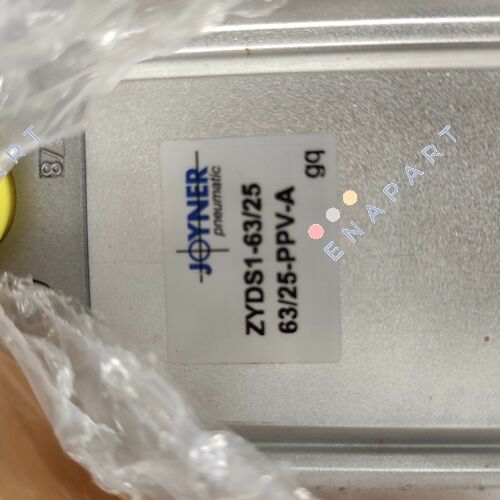 JOYNER
pneumatic
ZYDS1-63/25
63/25-PPV-A
gq
ENAPART